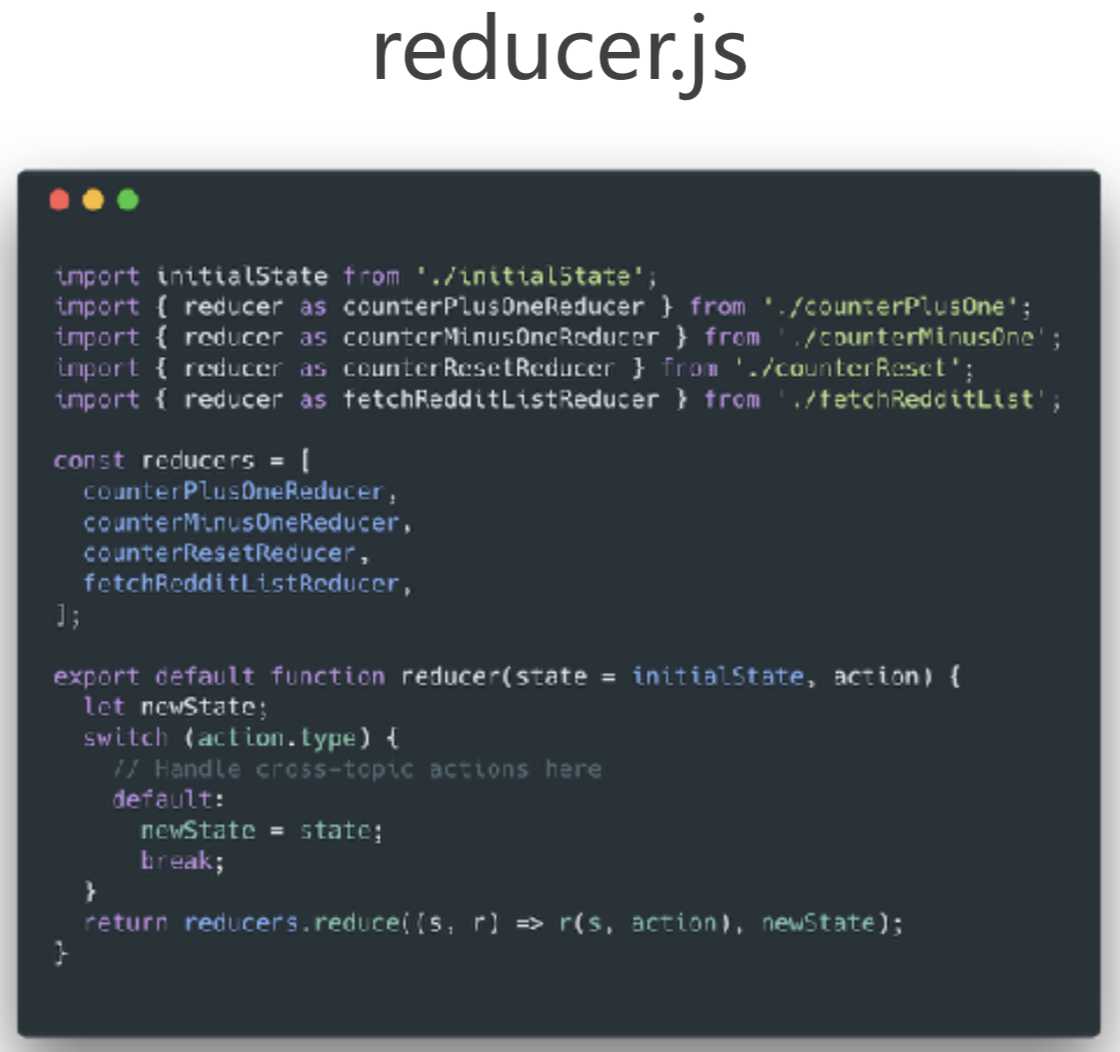 reducer.js
import initialState from './initialState';
import { reducer as counterPlusOneReducer } from './counterPlusOne';
import { reducer as counterMinusOneReducer } from './counterMinusOne';
import { reducer as counterResetReducer } from './counterReset';
import { reducer as fetchRedditListReducer } from './fetchRedditList';
const reducers = [
  counterPlusOneReducer,
  counterMinusOneReducer,
  counterResetReducer,
  fetchRedditListReducer,
];
export default function reducer(state = initialState, action) {
  let newState;
  switch (action.type) {
    // Handle cross-topic actions here
    default:
      newState = state;
      break;
  }
  return reducers.reduce((s, r) => r(s, action), newState);
}